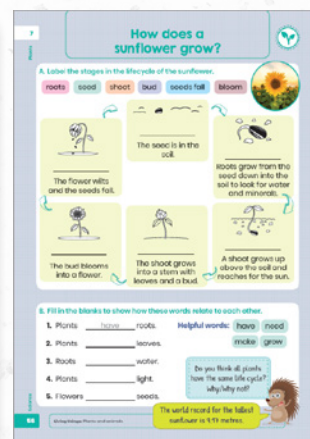 7
Plants
How does a
sunflower grow?
A. Label the stages in the lifecycle of the sunflower.
roots seed shoot bud seeds fall bloom
The seed is in the
soil.
Roots grow from the
seed down into the
soil to look for water
and minerals.
A shoot grows up
above the soil and
reaches for the sun.
The shoot grows
into a stem with
leaves and a bud.
The bud blooms
into a flower.
The flower wilts
and the seeds fall.
B. Fill in the blanks to show how these words relate to each other.
1. Plants have roots.
2. Plants leaves.
3. Roots water.
4. Plants light.
5. Flowers seeds.
Helpful words: have need
make grow
Do you think all plants
have the same life cycle?
Why/Why not?
The world record for the tallest
sunflower is 9.17 metres.
Living things: Plants and animals